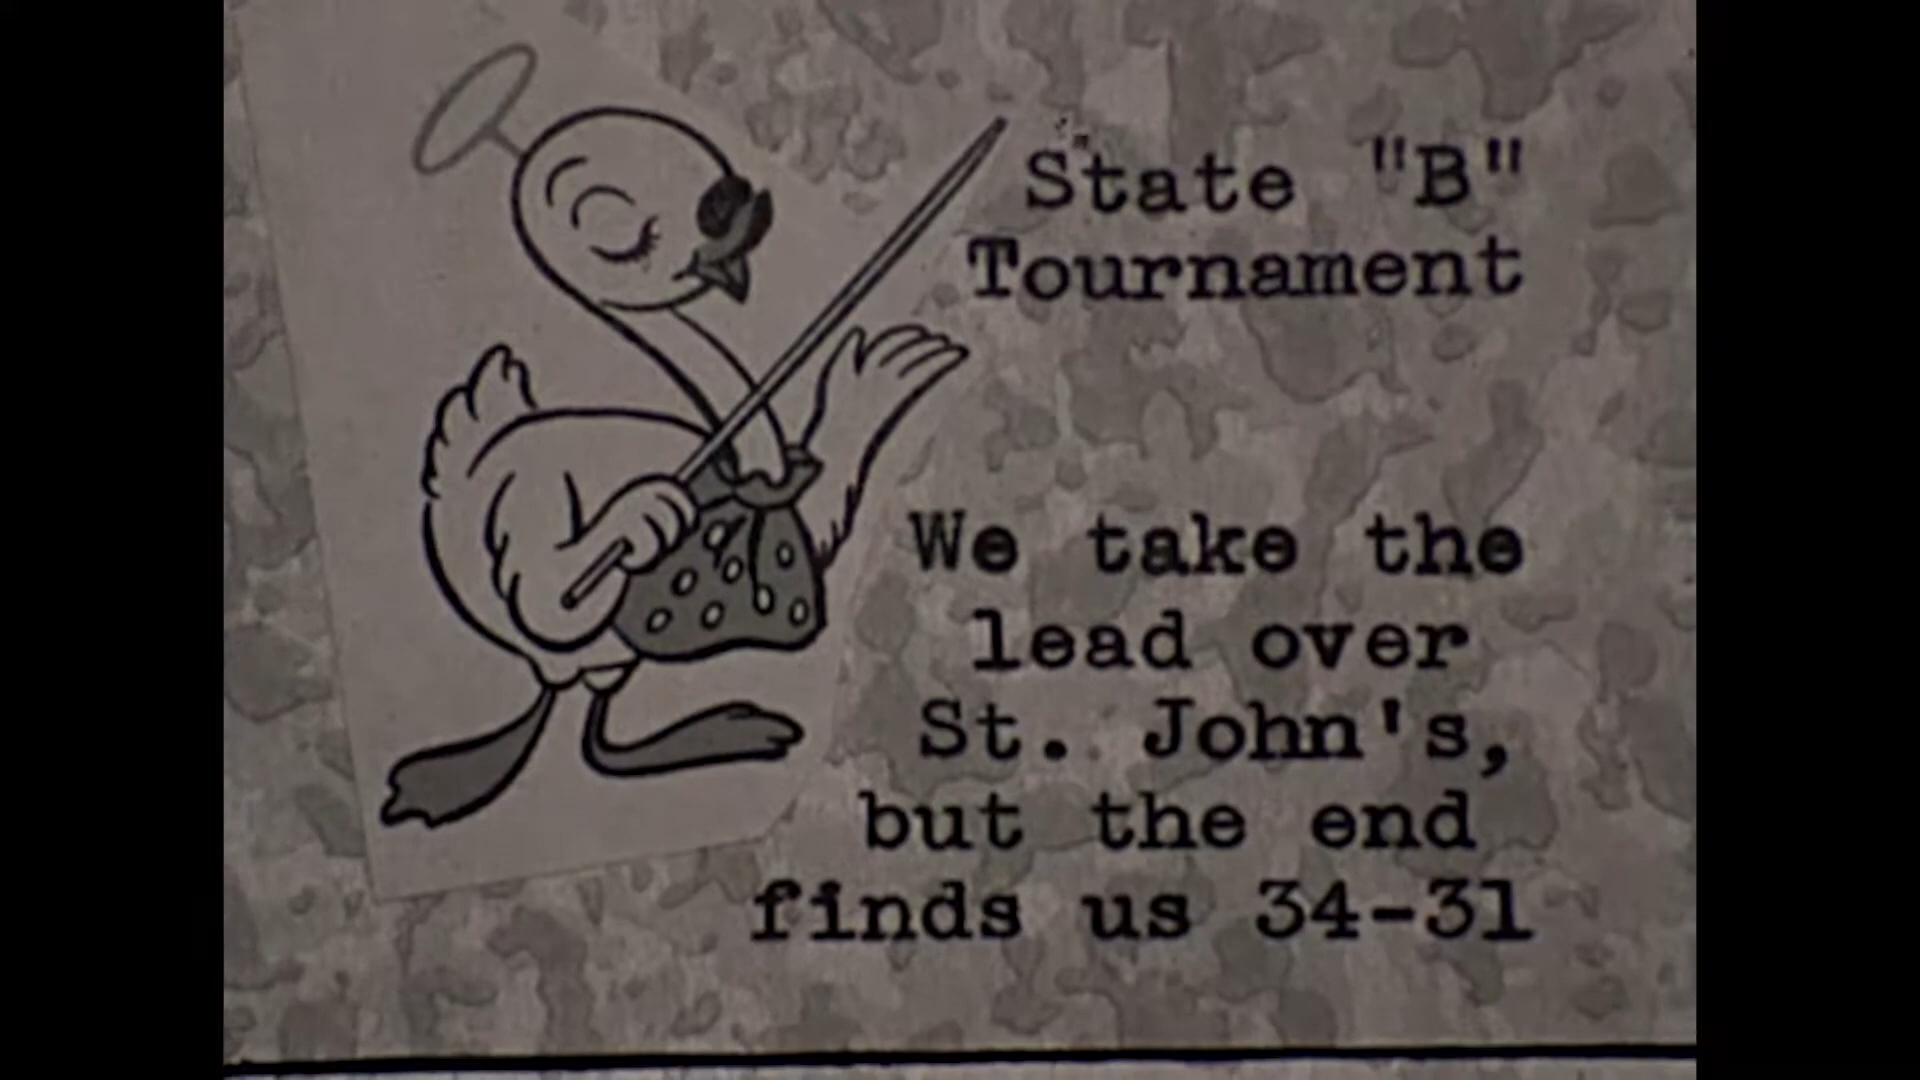 State "B"
Tournament
We take the
lead over
St. John's,
but the end
finds us 34-31